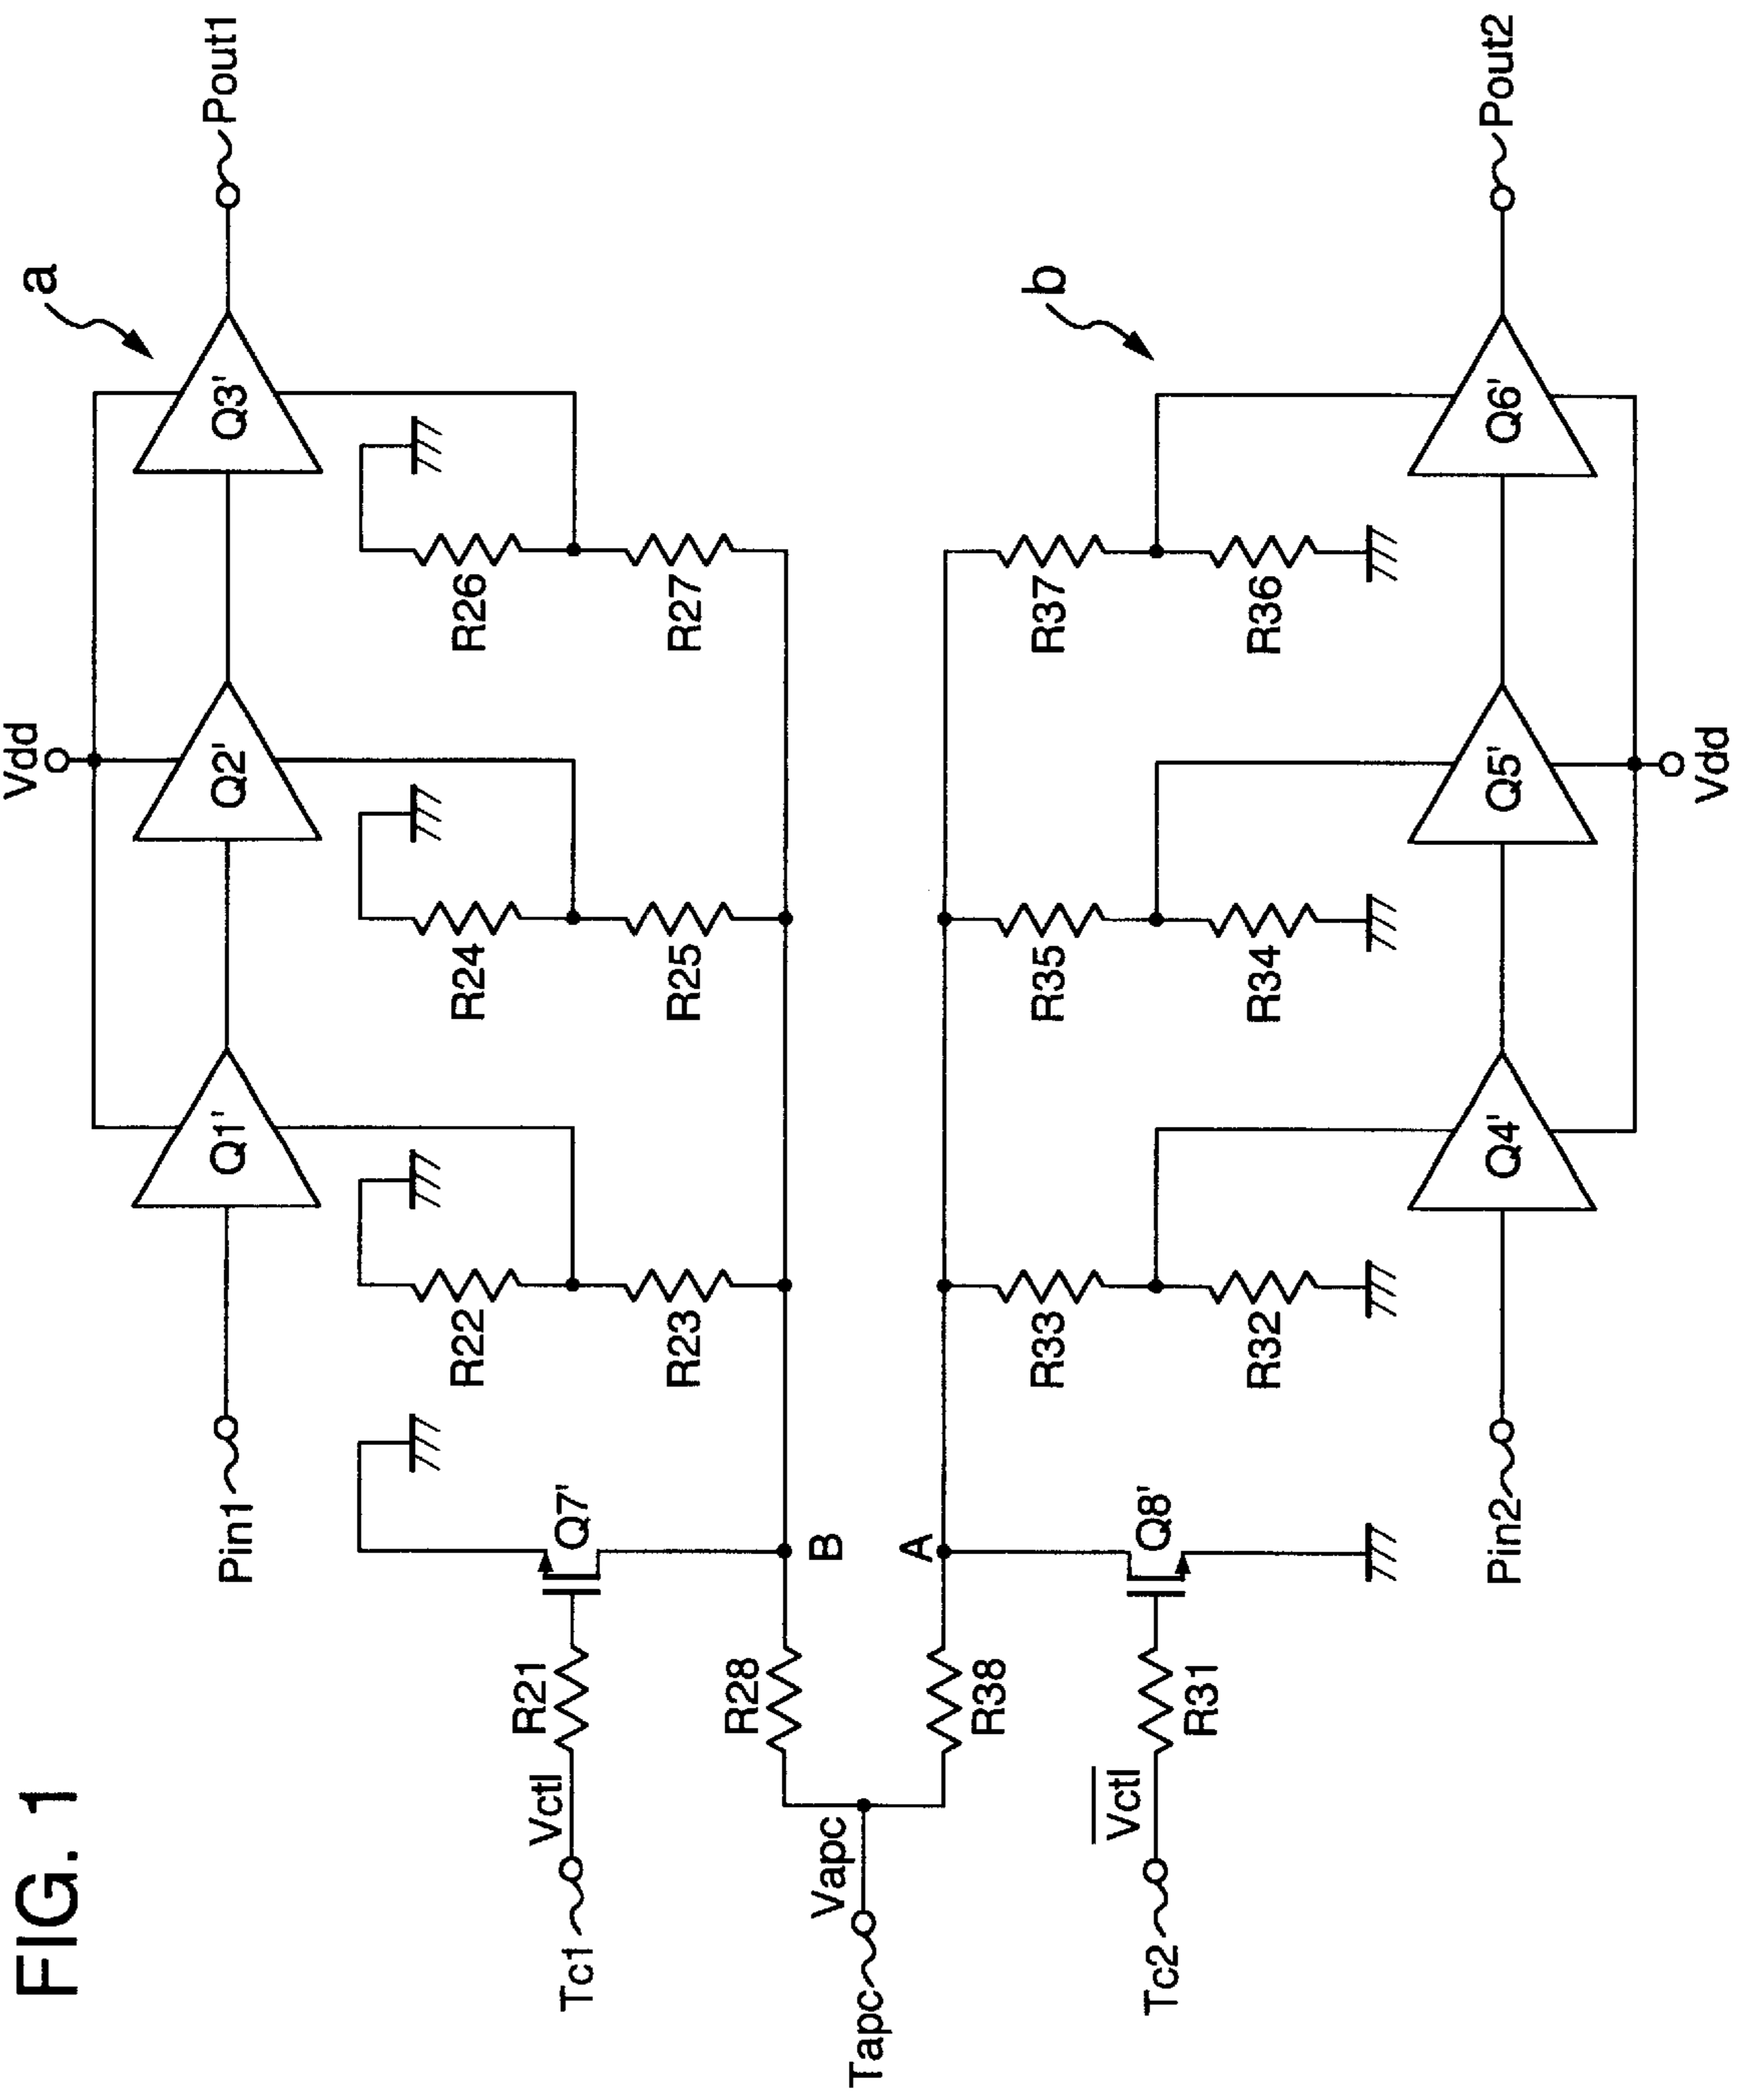 FIG. 1
Vdd
a
Pin1
Q1'
Q2'
Q3'
Pout1
R22
R24
R26
Tc1
Vctl
R21
Q7'
R23
R25
R27
R28
B
Tapc
Vapc
A
R38
R33
R35
R37
b
Tc2
Vctl
R31
Q8'
R32
R34
R36
Pin2
Q4'
Q5'
Q6'
Pout2
Vdd